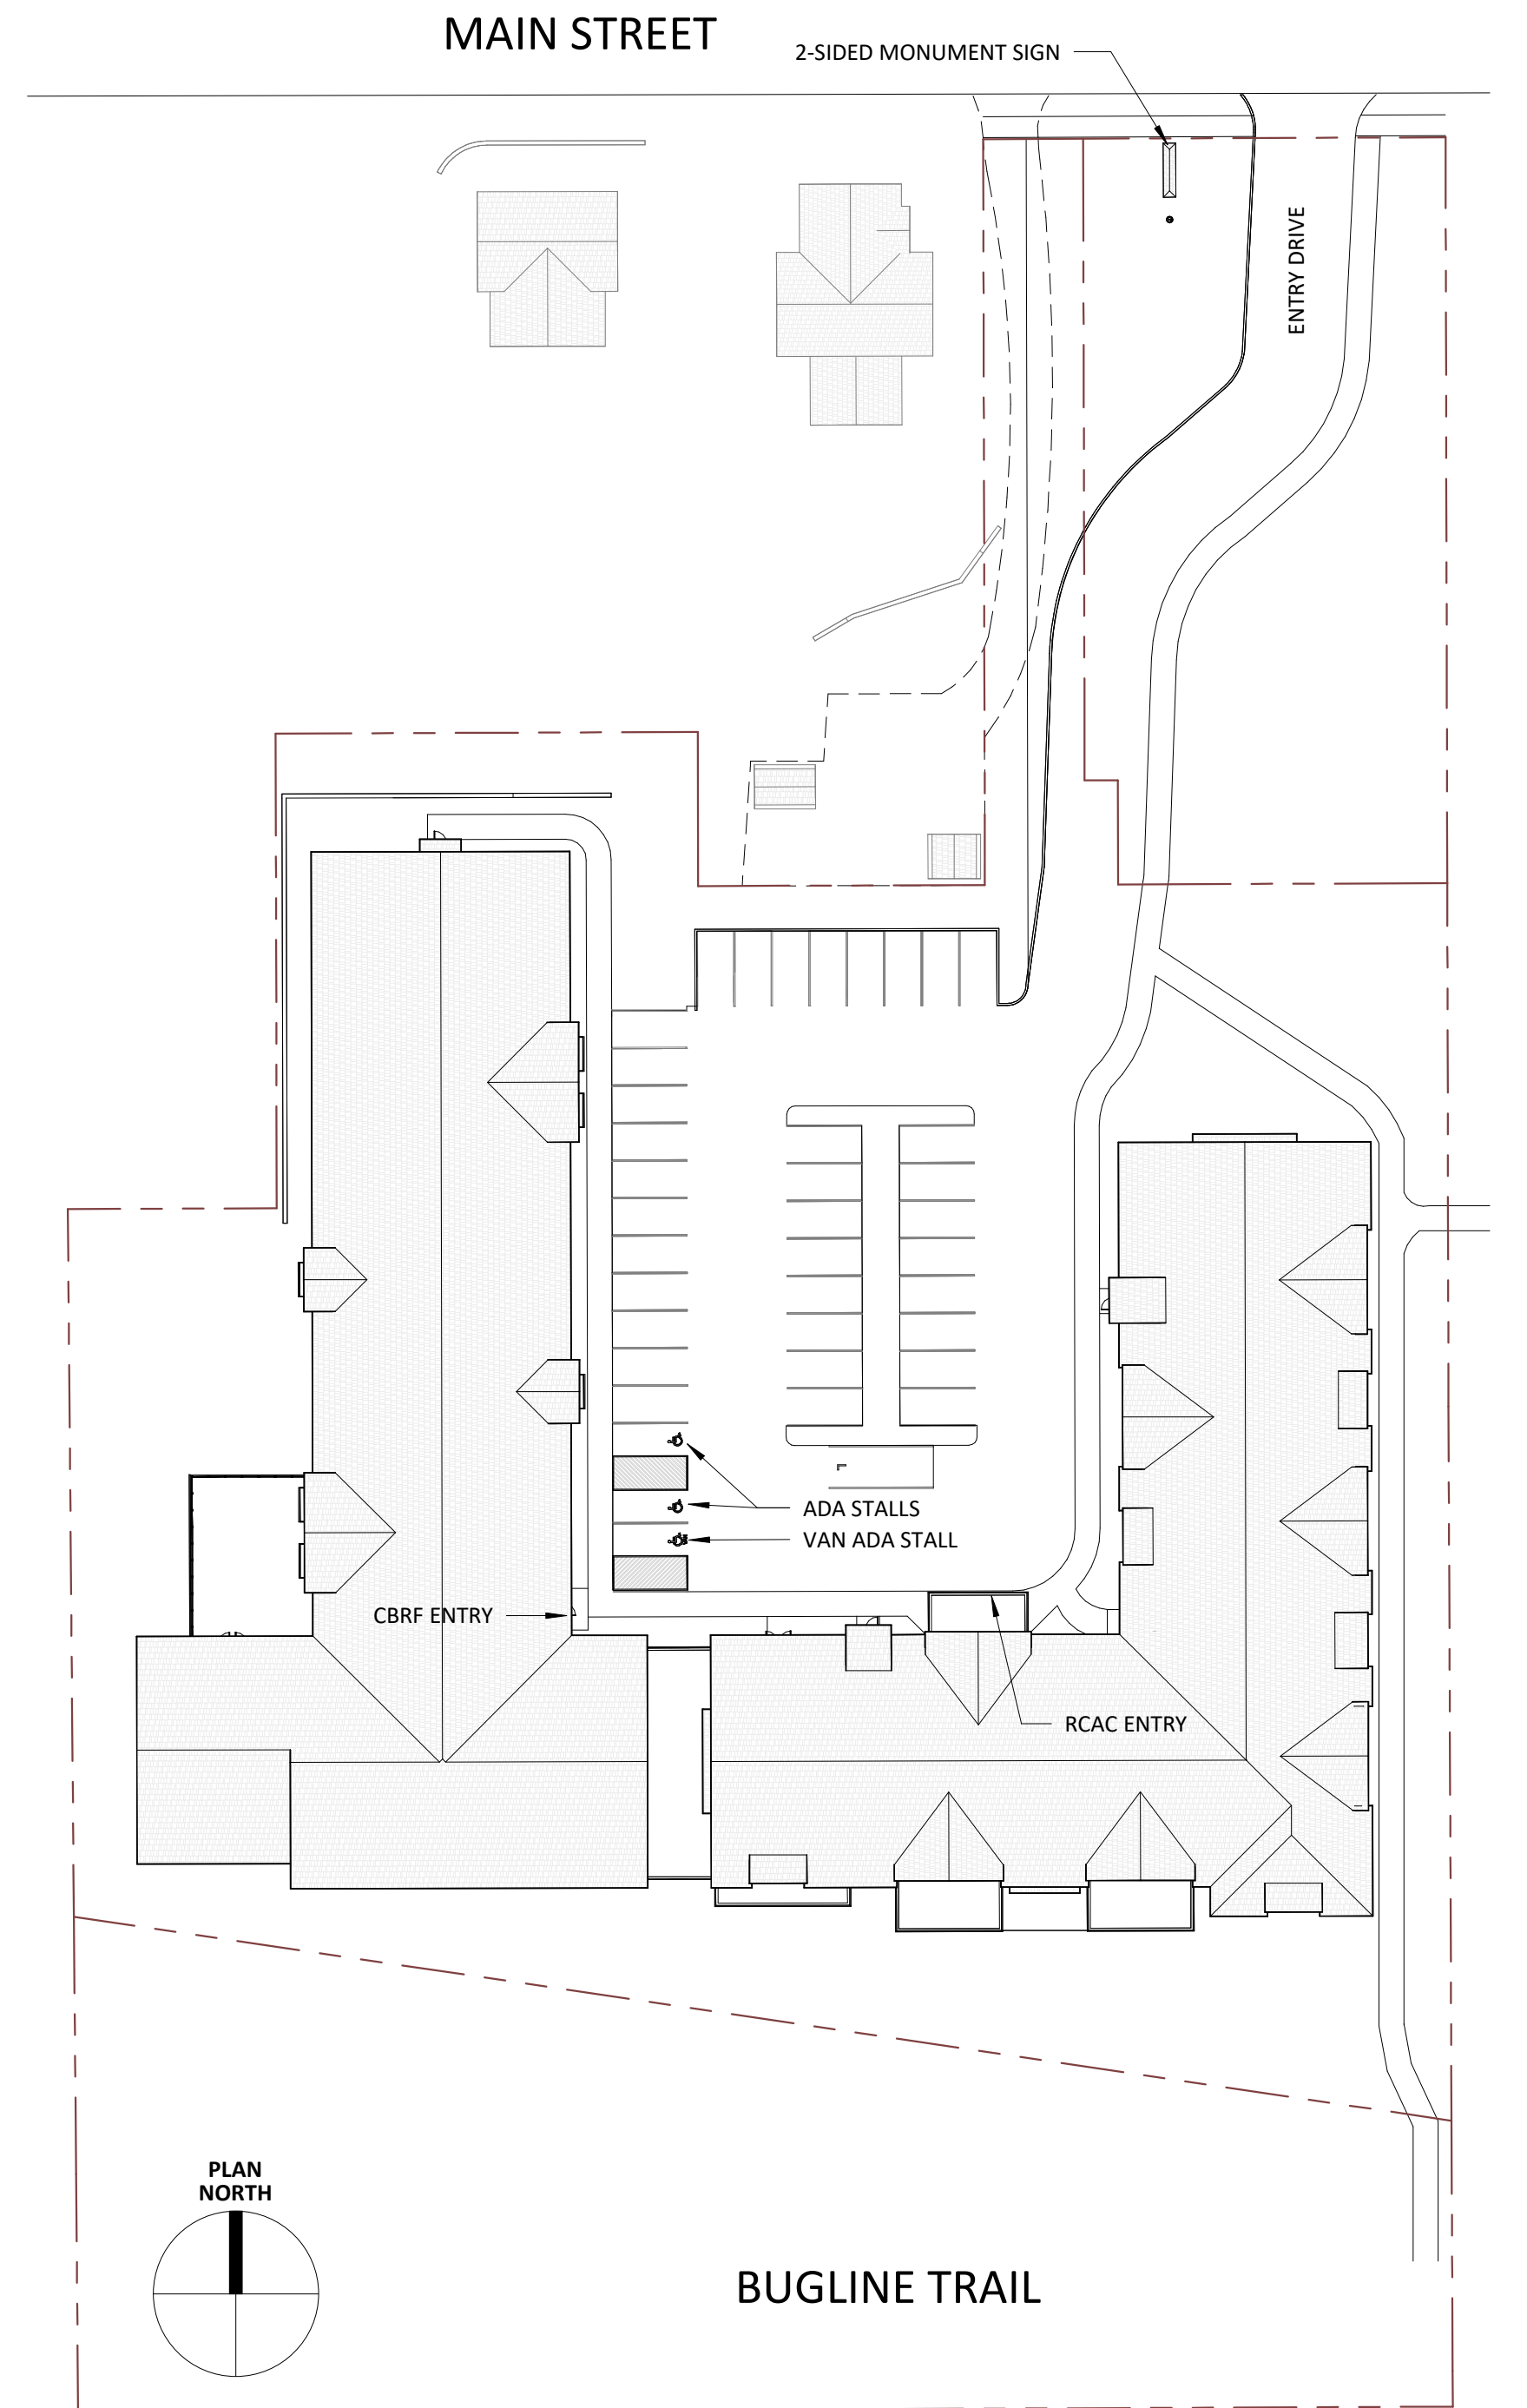 MAIN STREET
2-SIDED MONUMENT SIGN
ENTRY DRIVE
ADA STALLS
VAN ADA STALL
CBRF ENTRY
RCAC ENTRY
PLAN
NORTH
BUGLINE TRAIL